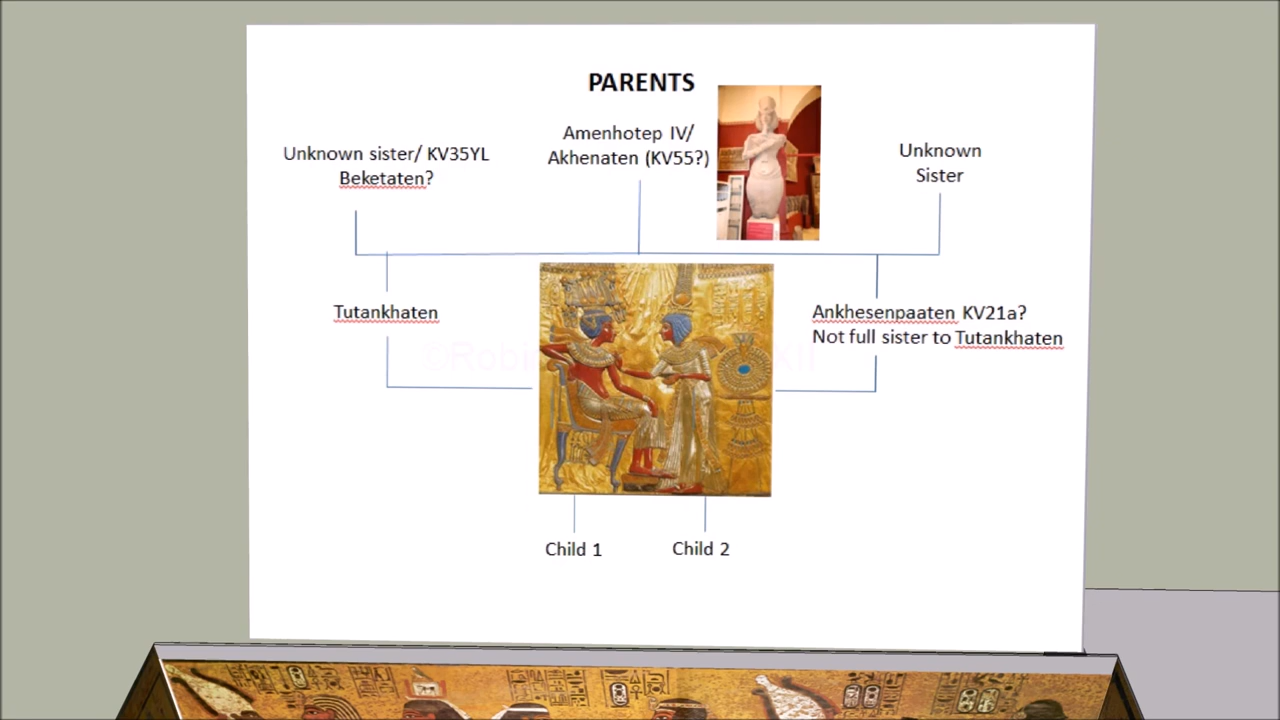 PARENTS
Unknown sister/ KV35YL
Beketaten?
Amenhotep IV/
Akhenaten (KV55?)
Unknown
Sister
Tutankhaten
Ankhesenpaaten KV21a?
Not full sister to Tutankhaten
Child 1
Child 2